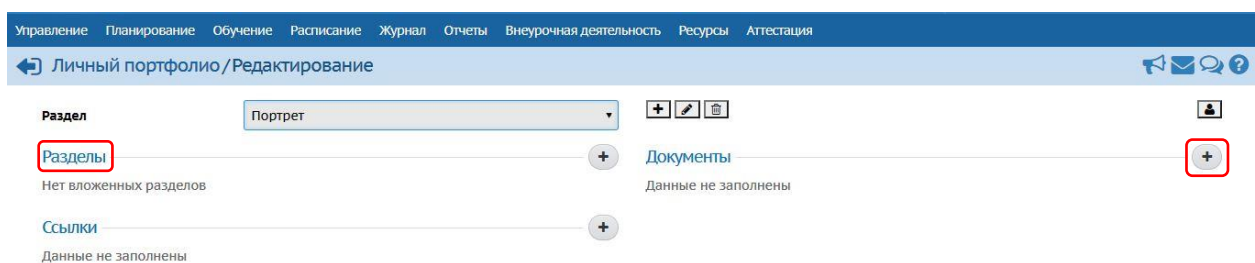 Управление Планирование Обучение Расписание Журнал Отчеты Внеурочная деятельность Ресурсы Аттестация
Личный портфолио/Редактирование
Раздел Портрет
Разделы
Нет вложенных разделов
Документы
Данные не заполнены
Ссылки
Данные не заполнены